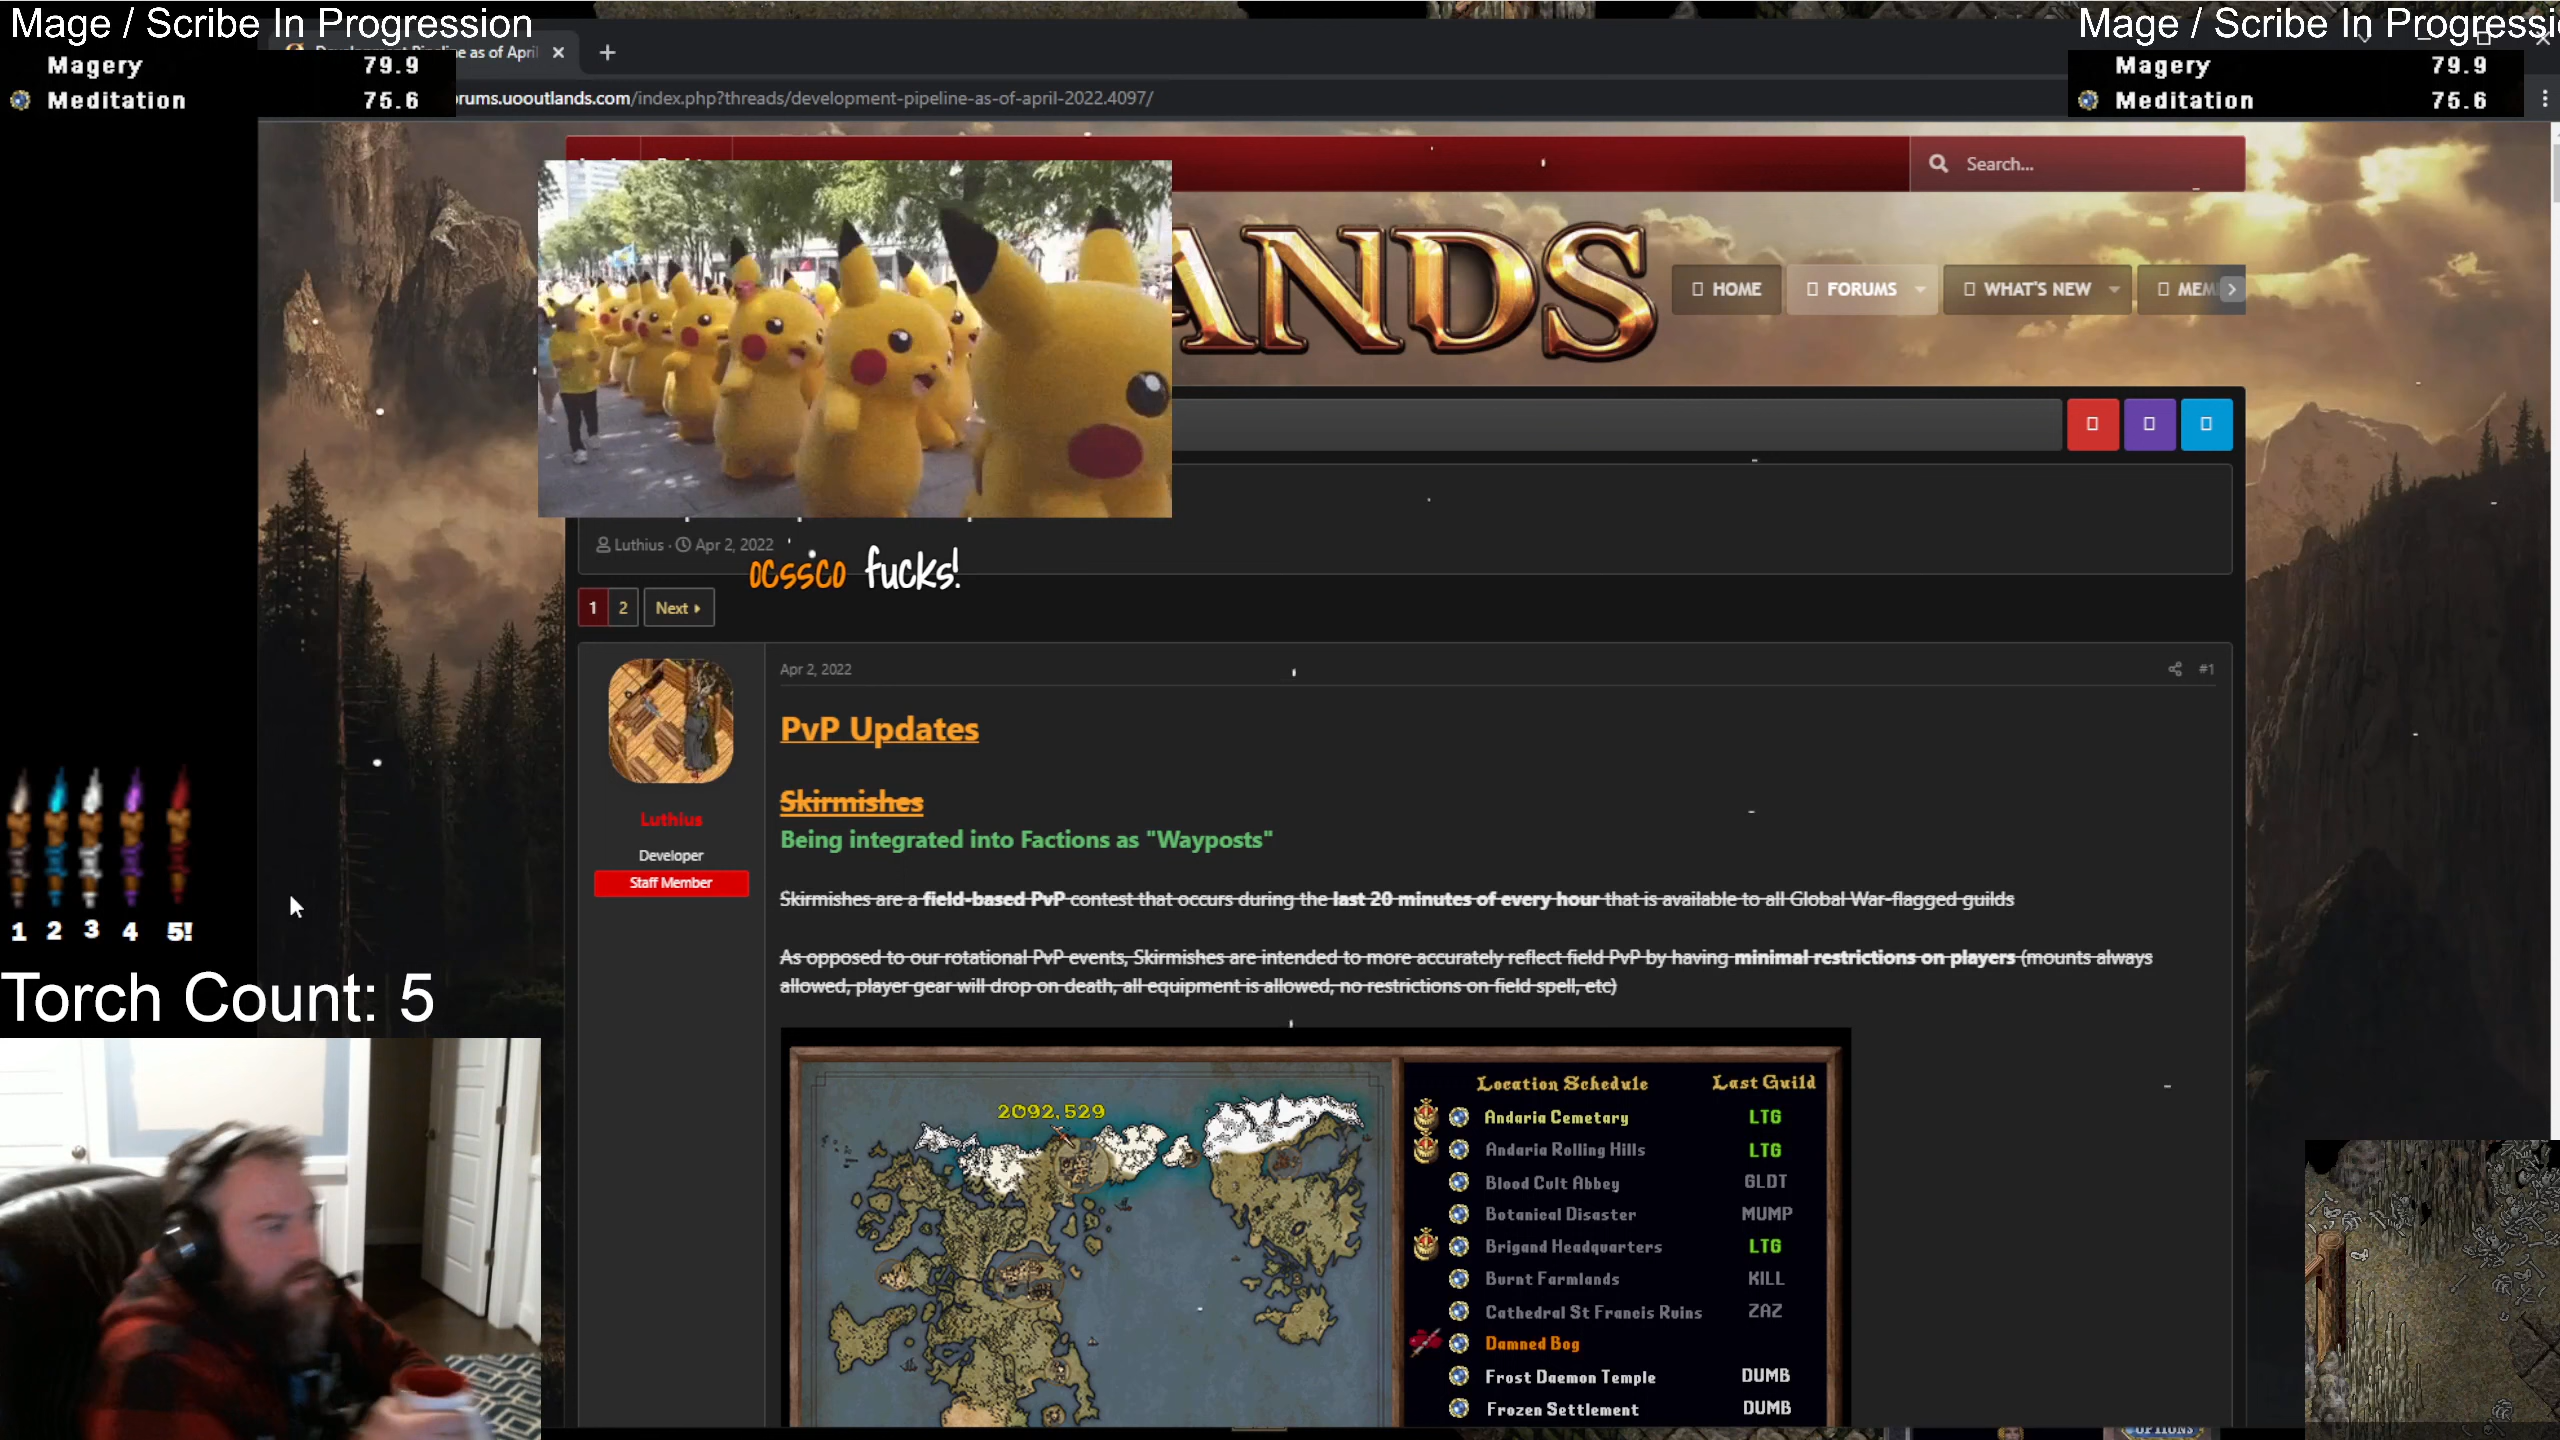 Mage / Scribe In Progression
Magery 79.9
Meditation 75.6
as of April
rums.uooutlands.com/index.php?threads/development-pipeline-as-of-april-2022.4097/
Mage / Scribe In Progressi
Magery 79.9
Meditation 75.6
Search...
ANDS
HOME
FORUMS
WHAT'S NEW
MEM
Luthius · Apr 2, 2022
ocssco fucks!
1 2 Next
Apr 2, 2022
#1
PvP Updates
Skirmishes
Being integrated into Factions as "Wayposts"
Luthius
Developer
Staff Member
Skirmishes are a field-based PvP contest that occurs during the last 20 minutes of every hour that is available to all Global War-flagged guilds
As opposed to our rotational PvP events, Skirmishes are intended to more accurately reflect field PvP by having minimal restrictions on players (mounts always
allowed, player gear will drop on death, all equipment is allowed, no restrictions on field spell, etc)
1 2 3 4 5!
Torch Count: 5
2092, 529
Location Schedule Last Guild
Andaria Cemetary LTG
Andaria Rolling Hills LTG
Blood Cult Abbey GLDT
Botanical Disaster MUMP
Brigand Headquarters LTG
Burnt Farmlands KILL
Cathedral St Francis Ruins ZAZ
Damned Bog
Frost Daemon Temple DUMB
Frozen Settlement DUMB
OPTIONS